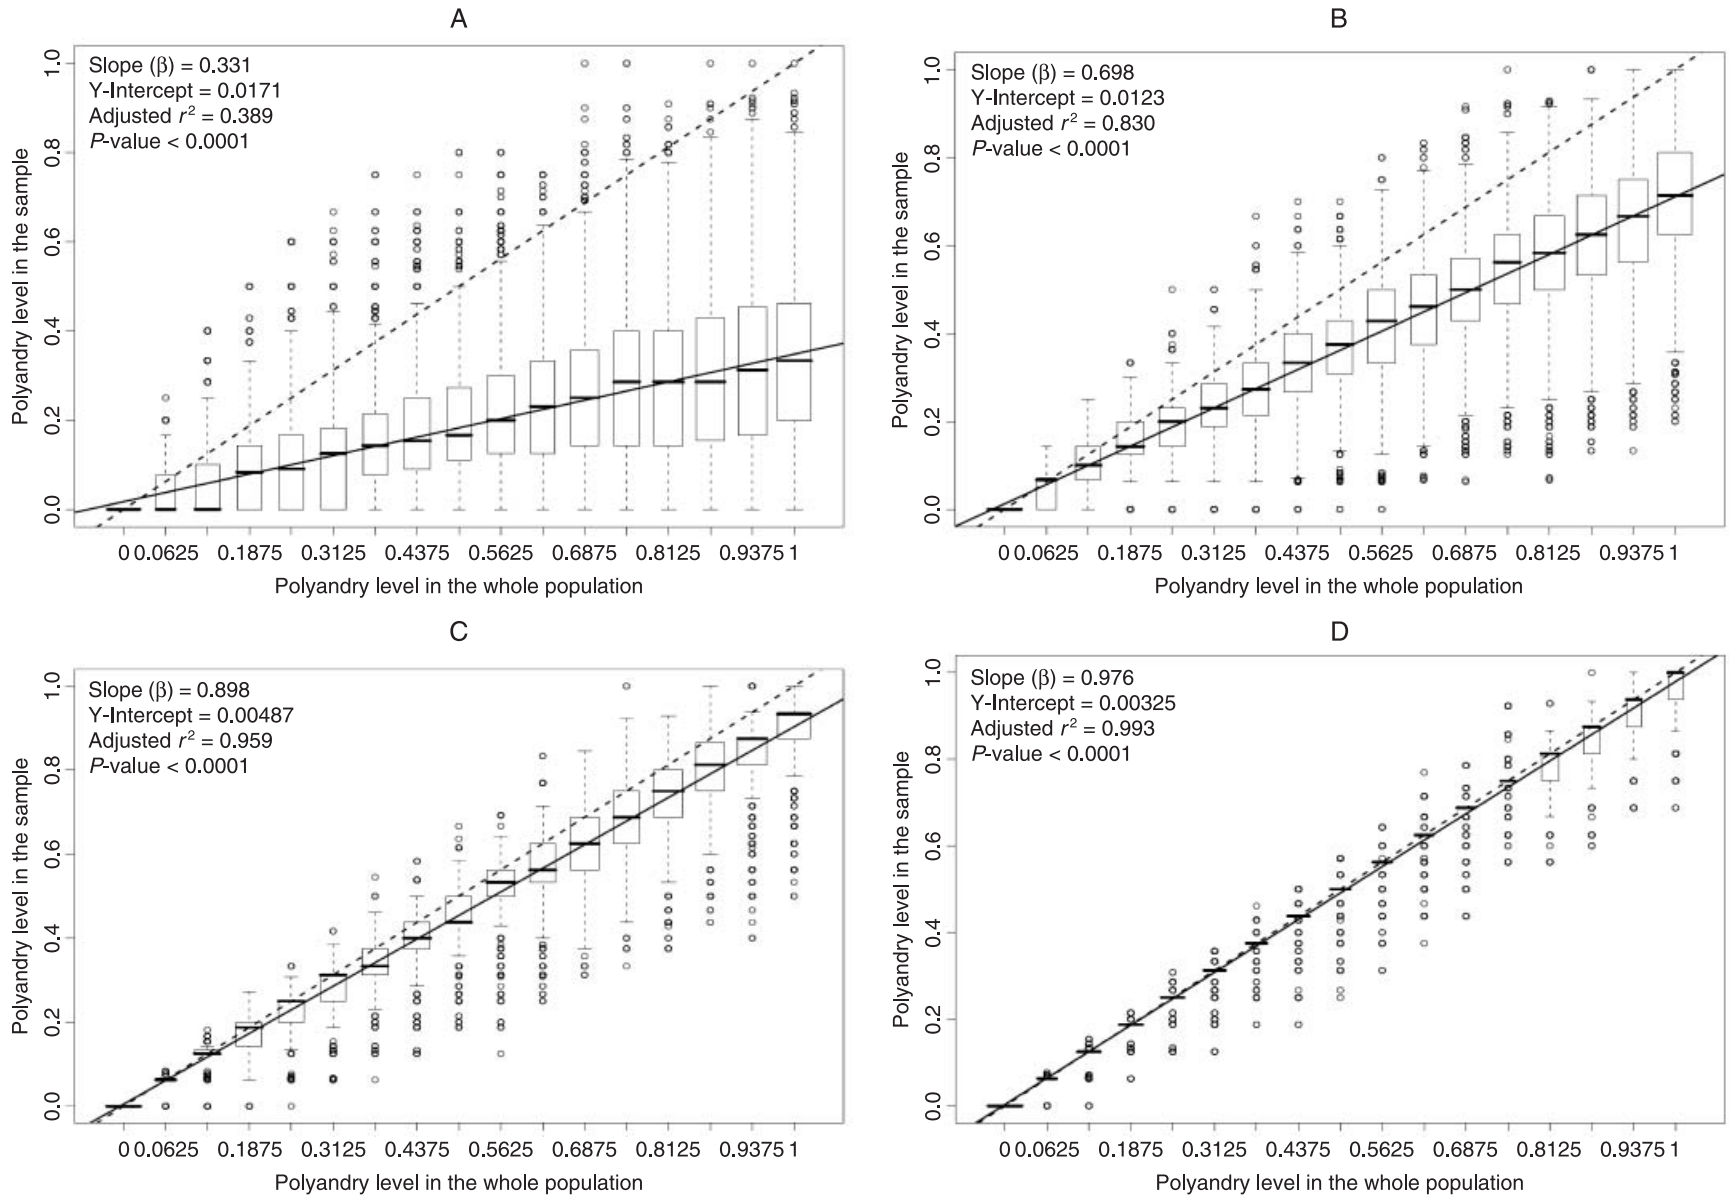 A
Slope (β) = 0.331
Y-Intercept = 0.0171
Adjusted r² = 0.389
P-value < 0.0001
Polyandry level in the sample
1.0
0.8
0.6
0.4
0.2
0.0
0 0.0625 0.1875 0.3125 0.4375 0.5625 0.6875 0.8125 0.9375 1
Polyandry level in the whole population
B
Slope (β) = 0.698
Y-Intercept = 0.0123
Adjusted r² = 0.830
P-value < 0.0001
Polyandry level in the sample
1.0
0.8
0.6
0.4
0.2
0.0
0 0.0625 0.1875 0.3125 0.4375 0.5625 0.6875 0.8125 0.9375 1
Polyandry level in the whole population
C
Slope (β) = 0.898
Y-Intercept = 0.00487
Adjusted r² = 0.959
P-value < 0.0001
Polyandry level in the sample
1.0
0.8
0.6
0.4
0.2
0.0
0 0.0625 0.1875 0.3125 0.4375 0.5625 0.6875 0.8125 0.9375 1
Polyandry level in the whole population
D
Slope (β) = 0.976
Y-Intercept = 0.00325
Adjusted r² = 0.993
P-value < 0.0001
Polyandry level in the sample
1.0
0.8
0.6
0.4
0.2
0.0
0 0.0625 0.1875 0.3125 0.4375 0.5625 0.6875 0.8125 0.9375 1
Polyandry level in the whole population